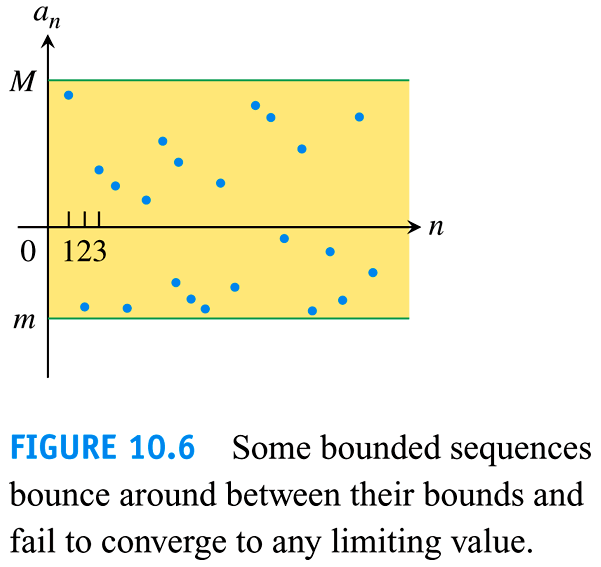 aₙ
M
n
0 123
m
FIGURE 10.6 Some bounded sequences
bounce around between their bounds and
fail to converge to any limiting value.